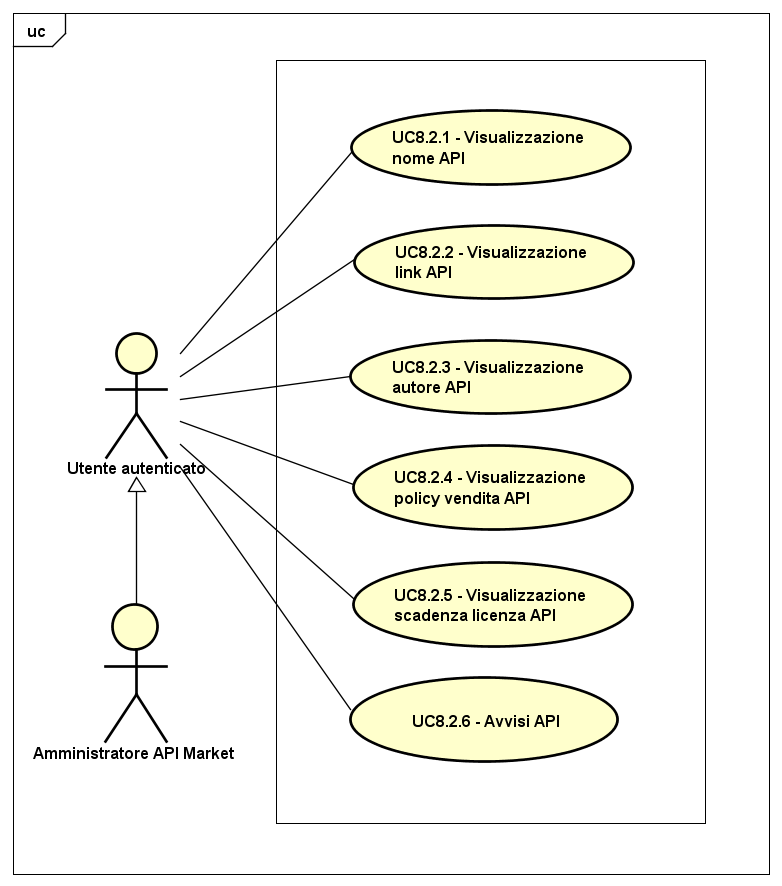 uc
UC8.2.1 - Visualizzazione
nome API
UC8.2.2 - Visualizzazione
link API
UC8.2.3 - Visualizzazione
autore API
Utente autenticato
UC8.2.4 - Visualizzazione
policy vendita API
UC8.2.5 - Visualizzazione
scadenza licenza API
UC8.2.6 - Avvisi API
Amministratore API Market